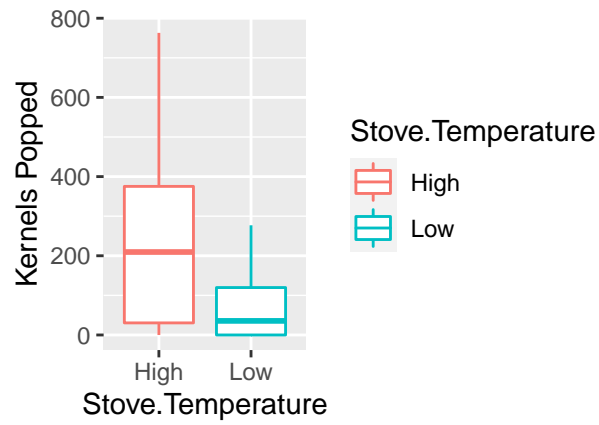 800
600
400
200
0
Kernels Popped
High Low
Stove.Temperature
Stove.Temperature
High
Low